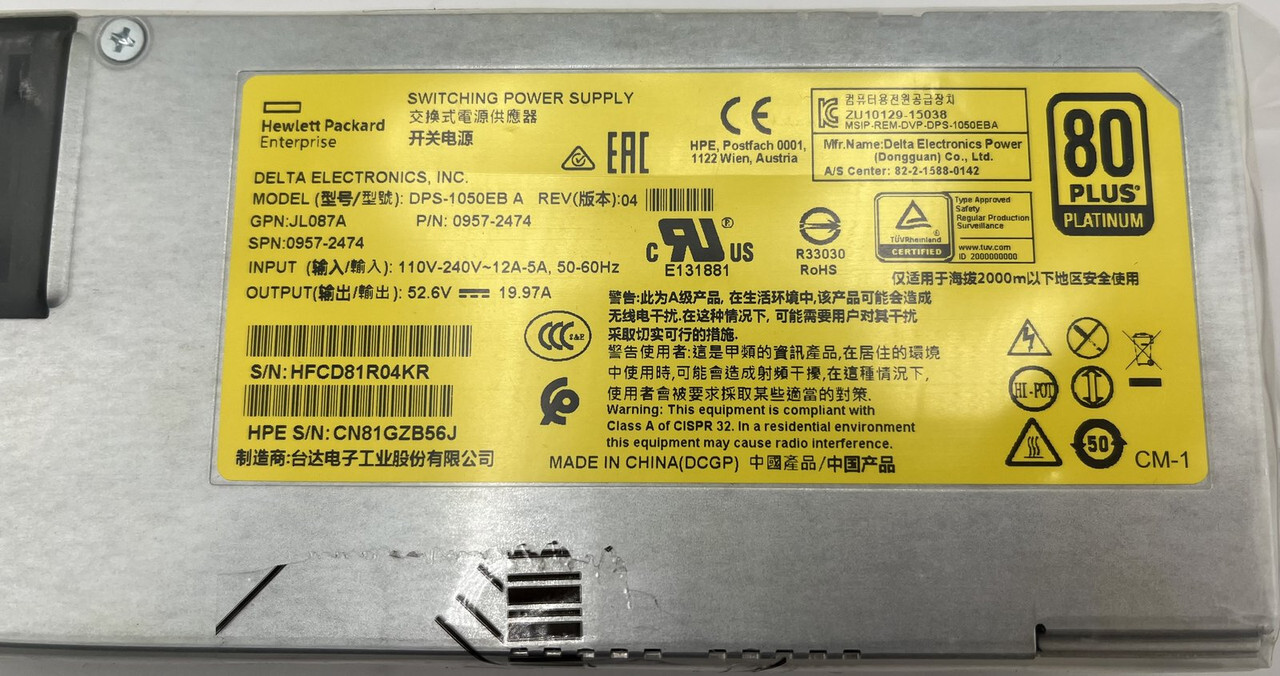 Hewlett Packard
Enterprise
SWITCHING POWER SUPPLY
交換式電源供應器
开关电源
EAC
CE
HPE, Postfach 0001,
1122 Wien, Austria
컴퓨터용전원공급장치
ZU10129-15038
MSIP-REM-DVP-DPS-1050EBA
Mfr.Name:Delta Electronics Power
(Dongguan) Co., Ltd.
A/S Center: 82-2-1588-0142
80
PLUS®
PLATINUM
DELTA ELECTRONICS, INC.
MODEL (型号/型號): DPS-1050EB A REV(版本):04
GPN:JL087A P/N: 0957-2474
SPN:0957-2474
INPUT (输入/輸入): 110V-240V~12A-5A, 50-60Hz
OUTPUT(输出/輸出): 52.6V 19.97A
c RU ® US
E131881
R33030
RoHS
TÜVRheinland
CERTIFIED
Type Approved
Safety
Regular Production
Surveillance
www.tuv.com
ID 2000000000
仅适用于海拔2000m以下地区安全使用
警告:此为A级产品, 在生活环境中,该产品可能会造成
无线电干扰.在这种情况下, 可能需要用户对其干扰
采取切实可行的措施.
警告使用者:這是甲類的資訊產品,在居住的環境
中使用時,可能會造成射頻干擾,在這種情況下,
使用者會被要求採取某些適當的對策.
Warning: This equipment is compliant with
Class A of CISPR 32. In a residential environment
this equipment may cause radio interference.
CCC S&E
S/N: HFCD81R04KR
HPE S/N: CN81GZB56J
制造商:台达电子工业股份有限公司
MADE IN CHINA(DCGP) 中國產品/中国产品
HI-POT
50
CM-1